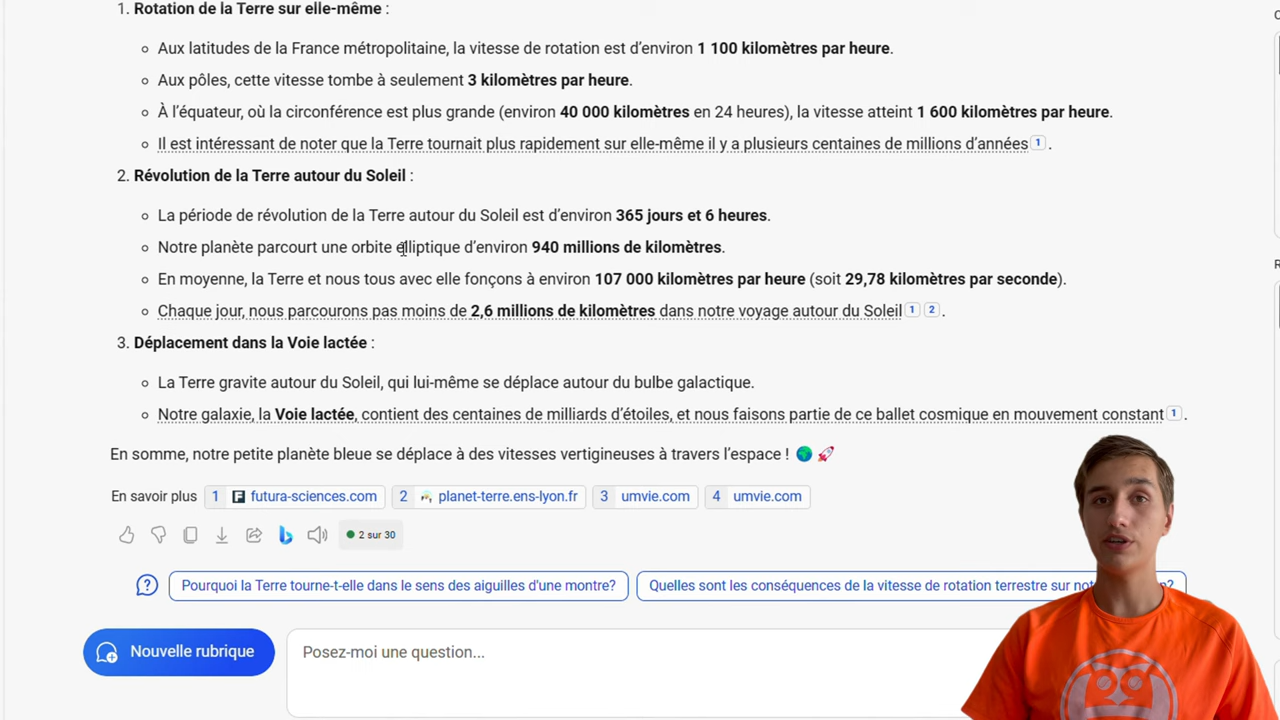 1. Rotation de la Terre sur elle-même :
Aux latitudes de la France métropolitaine, la vitesse de rotation est d'environ 1 100 kilomètres par heure.
Aux pôles, cette vitesse tombe à seulement 3 kilomètres par heure.
À l'équateur, où la circonférence est plus grande (environ 40 000 kilomètres en 24 heures), la vitesse atteint 1 600 kilomètres par heure.
Il est intéressant de noter que la Terre tournait plus rapidement sur elle-même il y a plusieurs centaines de millions d'années 1 .
2. Révolution de la Terre autour du Soleil :
La période de révolution de la Terre autour du Soleil est d'environ 365 jours et 6 heures.
Notre planète parcourt une orbite elliptique d'environ 940 millions de kilomètres.
En moyenne, la Terre et nous tous avec elle fonçons à environ 107 000 kilomètres par heure (soit 29,78 kilomètres par seconde).
Chaque jour, nous parcourons pas moins de 2,6 millions de kilomètres dans notre voyage autour du Soleil 1 2 .
3. Déplacement dans la Voie lactée :
La Terre gravite autour du Soleil, qui lui-même se déplace autour du bulbe galactique.
Notre galaxie, la Voie lactée, contient des centaines de milliards d'étoiles, et nous faisons partie de ce ballet cosmique en mouvement constant 1 .
En somme, notre petite planète bleue se déplace à des vitesses vertigineuses à travers l'espace ! 🌍 🚀
En savoir plus 1 futura-sciences.com 2 planet-terre.ens-lyon.fr 3 umvie.com 4 umvie.com
2 sur 30
Pourquoi la Terre tourne-t-elle dans le sens des aiguilles d'une montre? Quelles sont les conséquences de la vitesse de rotation terrestre sur
Nouvelle rubrique Posez-moi une question...